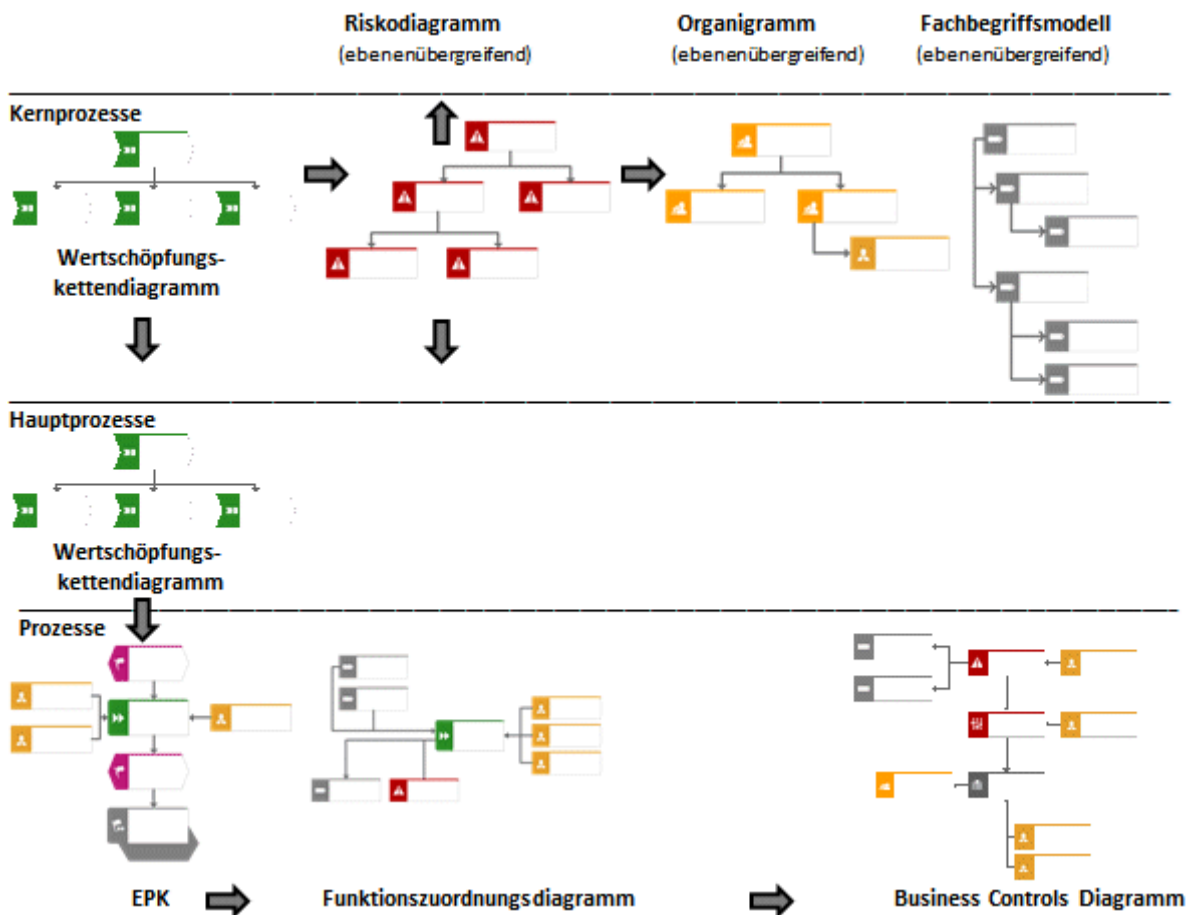 Riskodiagramm
(ebenenübergreifend)
Organigramm
(ebenenübergreifend)
Fachbegriffsmodell
(ebenenübergreifend)
Kernprozesse
Wertschöpfungs-
kettendiagramm
Hauptprozesse
Wertschöpfungs-
kettendiagramm
Prozesse
EPK
Funktionszuordnungsdiagramm
Business Controls Diagramm